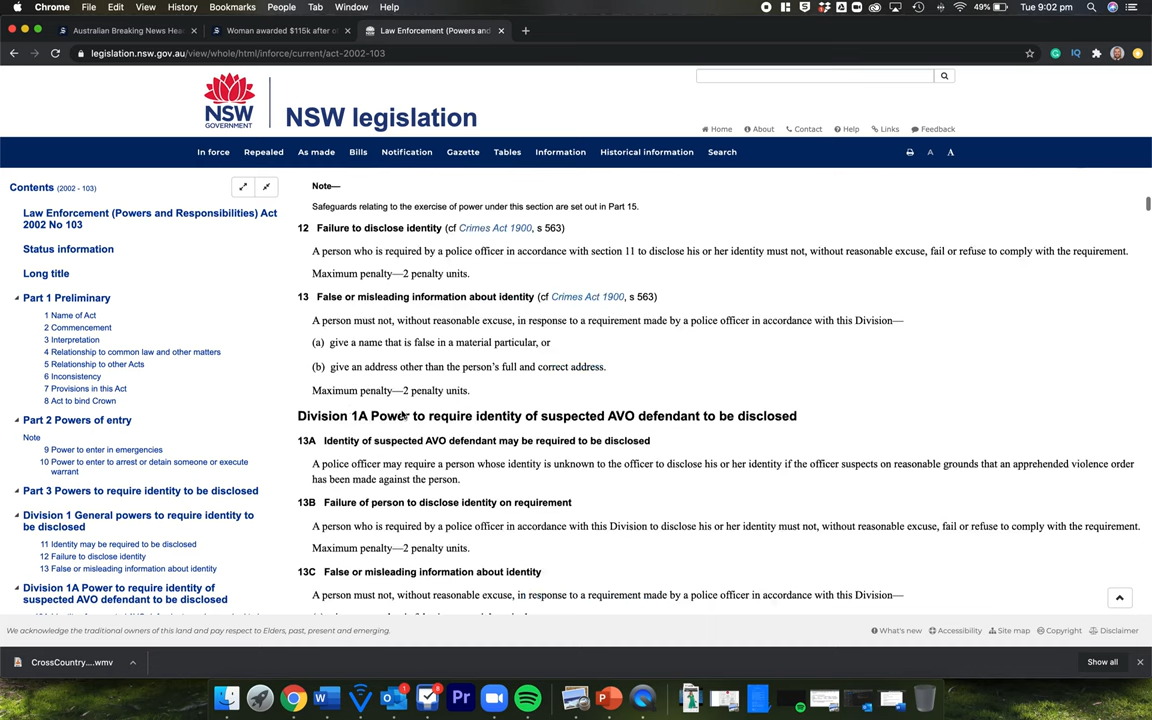 Chrome File Edit View History Bookmarks People Tab Window Help
49% Tue 9:02 pm
Australian Breaking News Hea
Woman awarded $115k after o
Law Enforcement (Powers and
legislation.nsw.gov.au/view/whole/html/inforce/current/act-2002-103
NSW GOVERNMENT
NSW legislation
Home About Contact Help Links Feedback
In force Repealed As made Bills Notification Gazette Tables Information Historical information Search A A
Contents (2002 - 103)
Law Enforcement (Powers and Responsibilities) Act
2002 No 103
Status information
Long title
Part 1 Preliminary
1 Name of Act
2 Commencement
3 Interpretation
4 Relationship to common law and other matters
5 Relationship to other Acts
6 Inconsistency
7 Provisions in this Act
8 Act to bind Crown
Part 2 Powers of entry
Note
9 Power to enter in emergencies
10 Power to enter to arrest or detain someone or execute
warrant
Part 3 Powers to require identity to be disclosed
Division 1 General powers to require identity to
be disclosed
11 Identity may be required to be disclosed
12 Failure to disclose identity
13 False or misleading information about identity
Division 1A Power to require identity of
suspected AVO defendant to be disclosed
Note—
Safeguards relating to the exercise of power under this section are set out in Part 15.
12 Failure to disclose identity (cf Crimes Act 1900, s 563)
A person who is required by a police officer in accordance with section 11 to disclose his or her identity must not, without reasonable excuse, fail or refuse to comply with the requirement.
Maximum penalty—2 penalty units.
13 False or misleading information about identity (cf Crimes Act 1900, s 563)
A person must not, without reasonable excuse, in response to a requirement made by a police officer in accordance with this Division—
(a) give a name that is false in a material particular, or
(b) give an address other than the person's full and correct address.
Maximum penalty—2 penalty units.
Division 1A Power to require identity of suspected AVO defendant to be disclosed
13A Identity of suspected AVO defendant may be required to be disclosed
A police officer may require a person whose identity is unknown to the officer to disclose his or her identity if the officer suspects on reasonable grounds that an apprehended violence order
has been made against the person.
13B Failure of person to disclose identity on requirement
A person who is required by a police officer in accordance with this Division to disclose his or her identity must not, without reasonable excuse, fail or refuse to comply with the requirement.
Maximum penalty—2 penalty units.
13C False or misleading information about identity
A person must not, without reasonable excuse, in response to a requirement made by a police officer in accordance with this Division—
We acknowledge the traditional owners of this land and pay respect to Elders, past, present and emerging.
What's new Accessibility Site map Copyright Disclaimer
CrossCountry....wmv
Show all